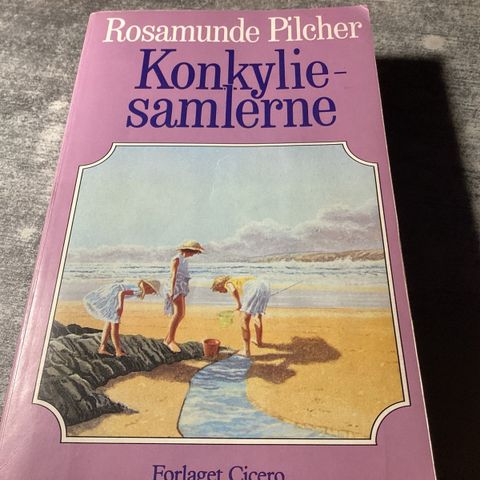 Rosamunde Pilcher
Konkylie-
samlerne
Forlaget Cicero